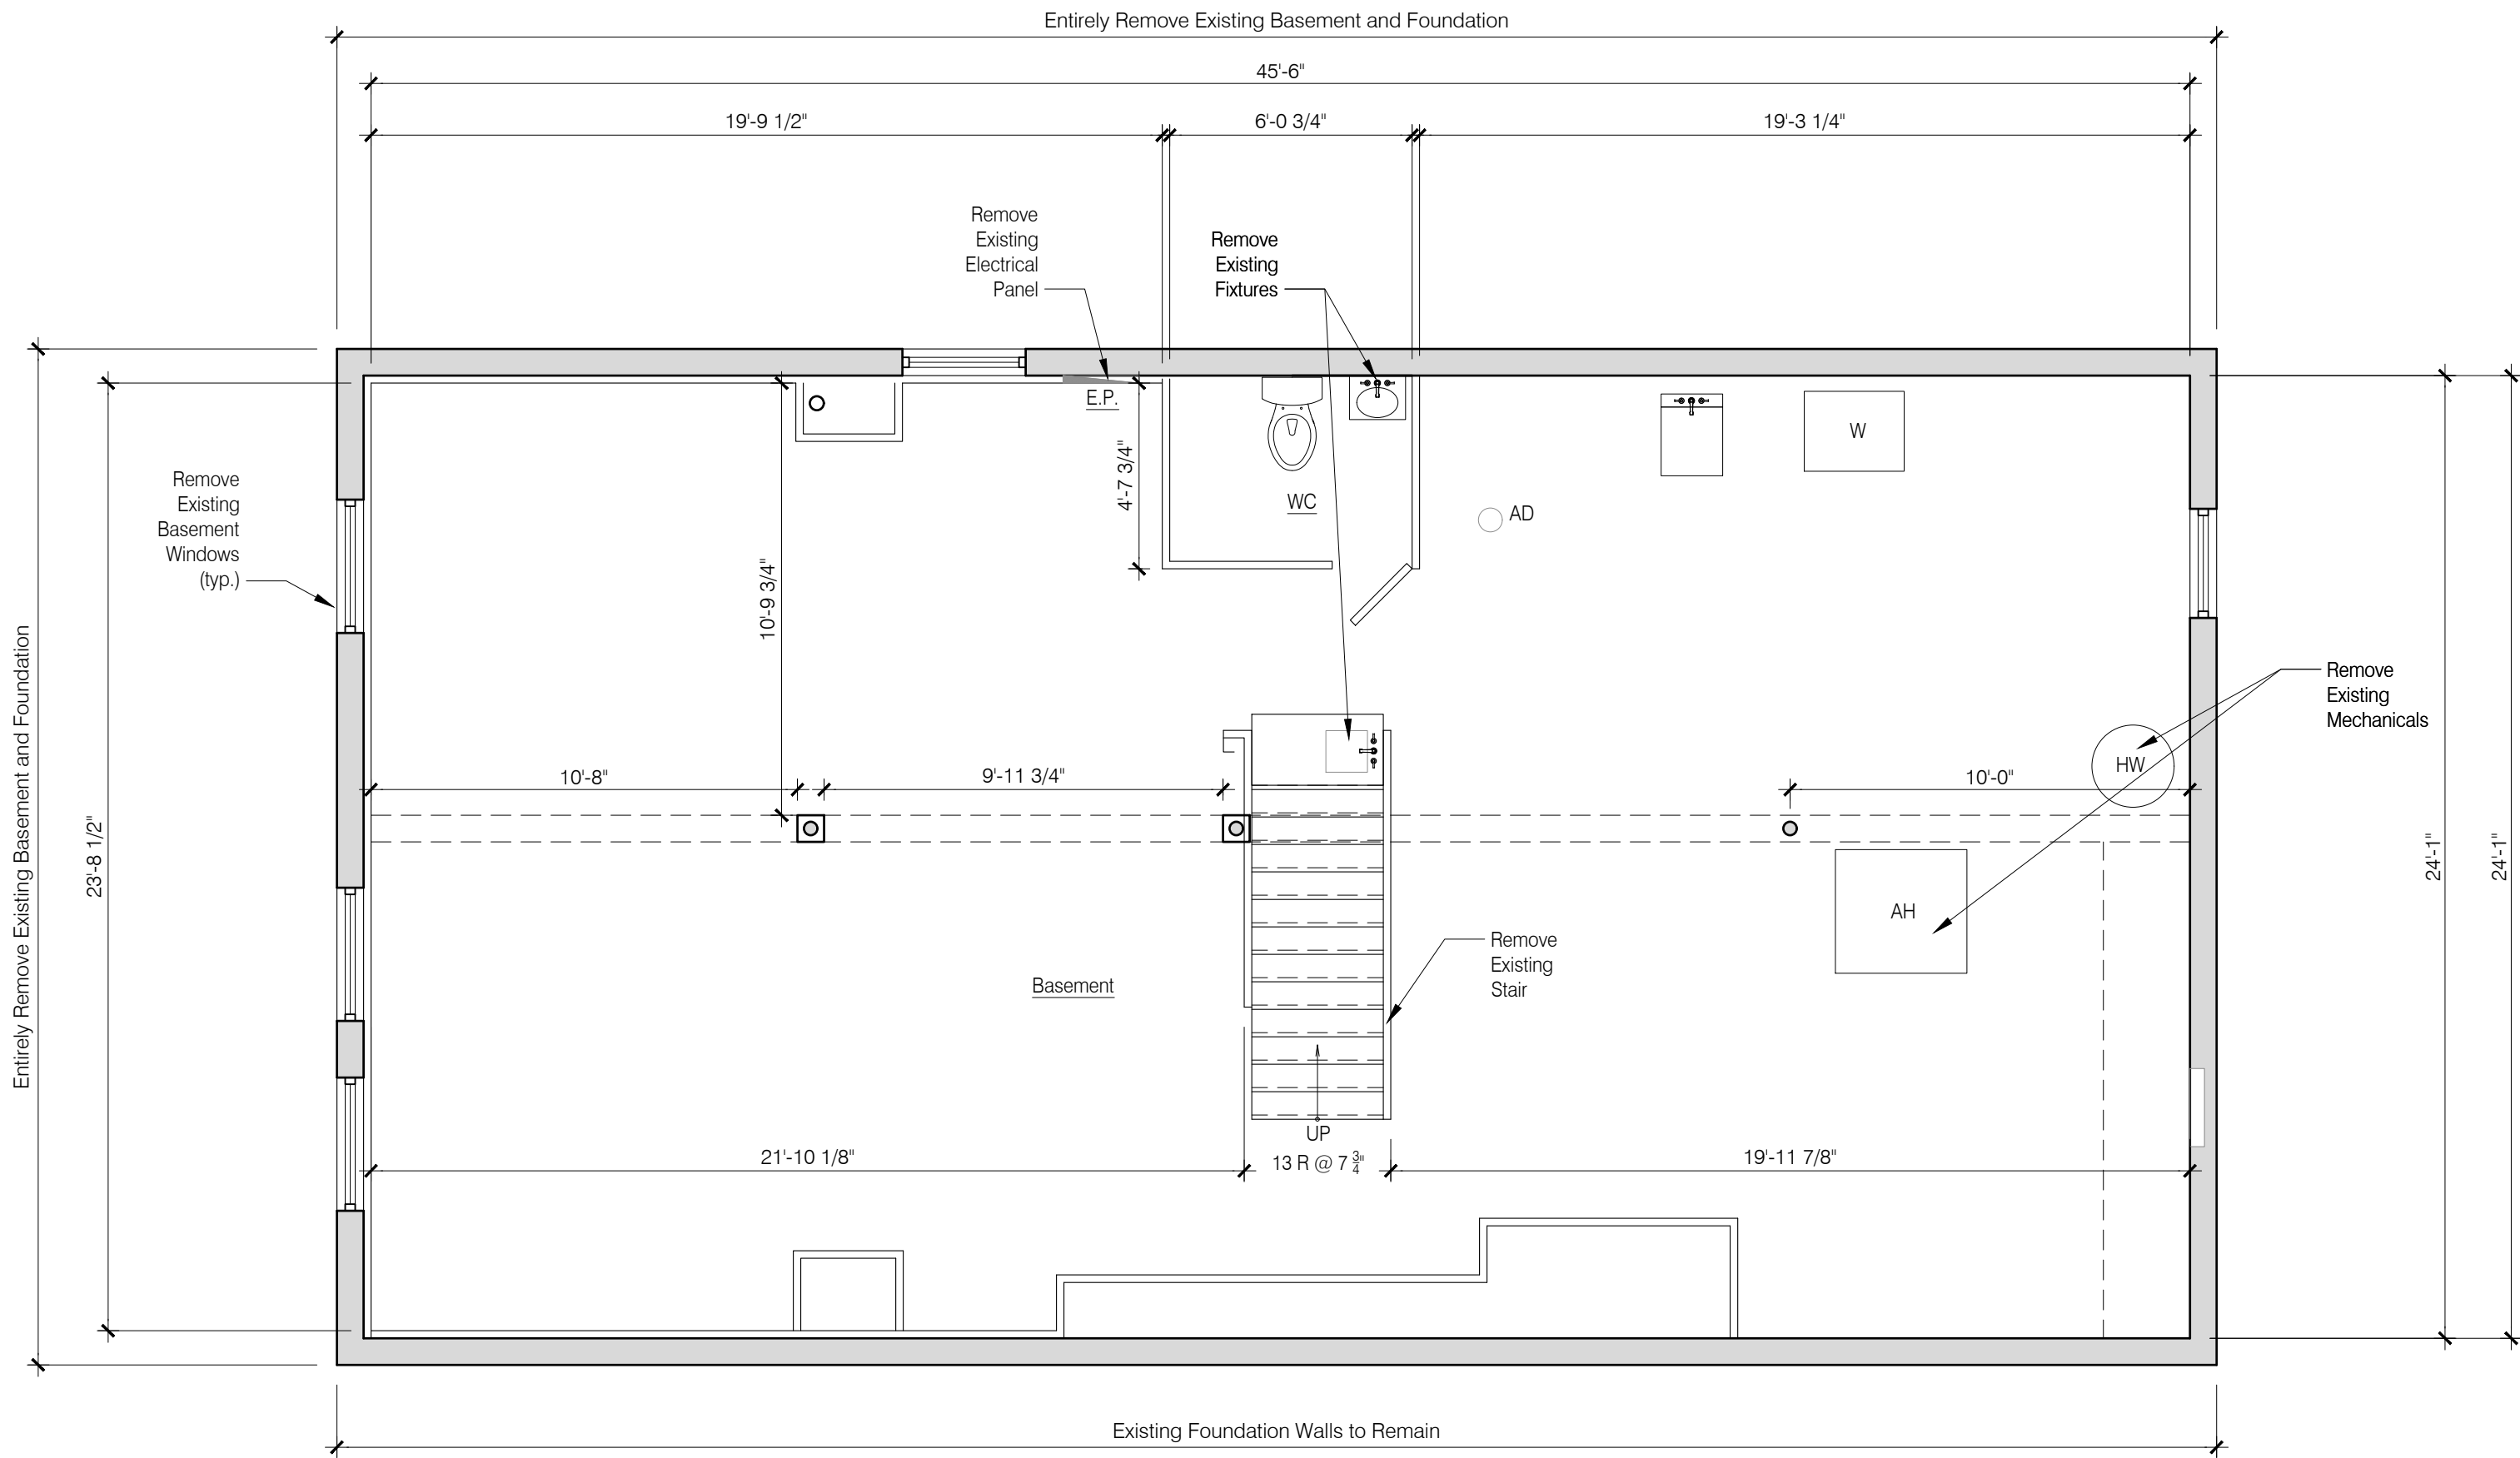 Entirely Remove Existing Basement and Foundation
45'-6"
19'-9 1/2"
6'-0 3/4"
19'-3 1/4"
Remove
Existing
Electrical
Panel
Remove
Existing
Fixtures
E.P.
4'-7 3/4"
WC
W
AD
Remove
Existing
Basement
Windows
(typ.)
10'-9 3/4"
Entirely Remove Existing Basement and Foundation
23'-8 1/2"
Remove
Existing
Mechanicals
HW
10'-8"
9'-11 3/4"
10'-0"
24'-1"
24'-1"
AH
Remove
Existing
Stair
Basement
UP
13 R @ 7 3/4"
21'-10 1/8"
19'-11 7/8"
Existing Foundation Walls to Remain